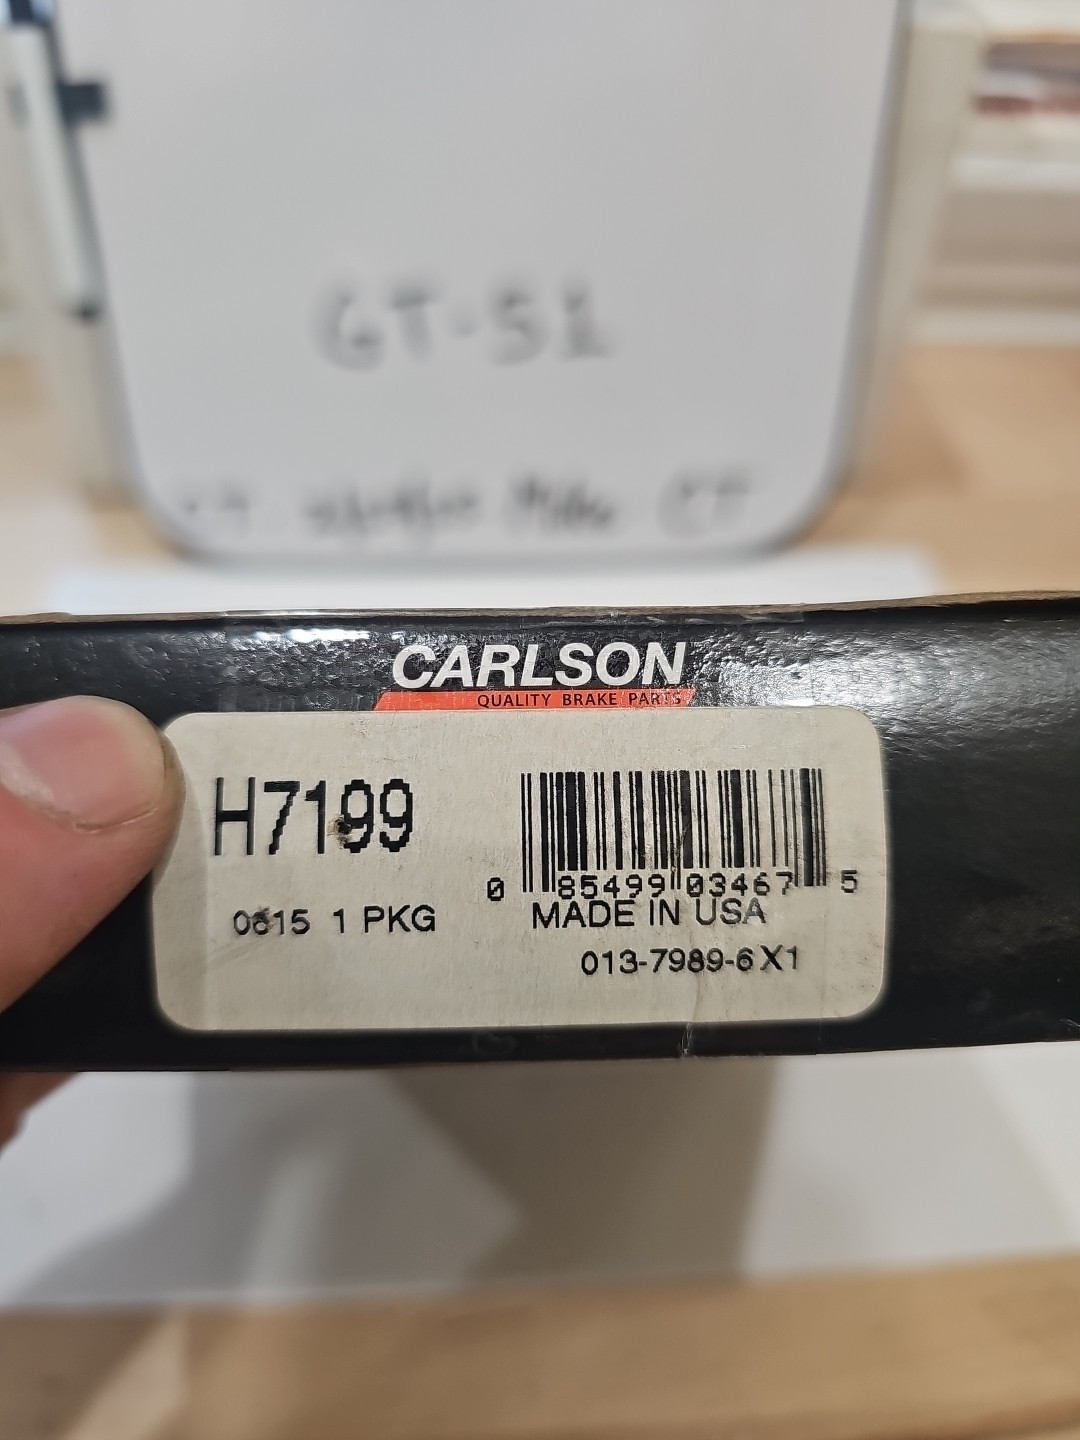 GT-51
CARLSON
QUALITY BRAKE PARTS
H7199
0 85499 03467 5
0615 1 PKG
MADE IN USA
013-7989-6 X1